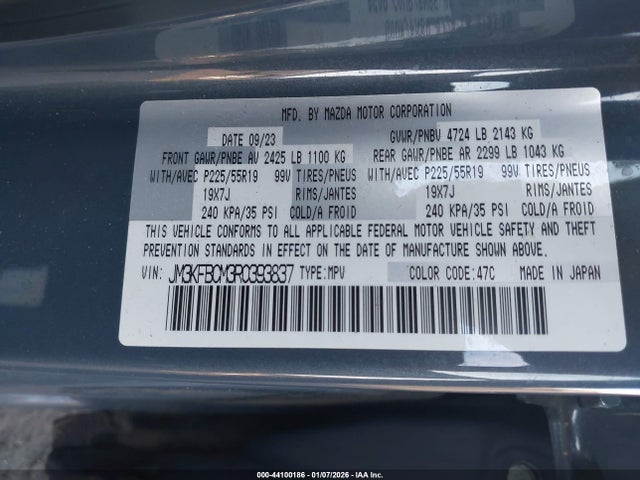 MFD. BY MAZDA MOTOR CORPORATION
DATE 09/23 GVWR/PNBV 4724 LB 2143 KG
FRONT GAWR/PNBE AV 2425 LB 1100 KG REAR GAWR/PNBE AR 2299 LB 1043 KG
WITH/AVEC P225/55R19 99V TIRES/PNEUS WITH/AVEC P225/55R19 99V TIRES/PNEUS
19X7J RIMS/JANTES 19X7J RIMS/JANTES
240 KPA/35 PSI COLD/A FROID 240 KPA/35 PSI COLD/A FROID
THIS VEHICLE CONFORMS TO ALL APPLICABLE FEDERAL MOTOR VEHICLE SAFETY AND THEFT
PREVENTION STANDARDS IN EFFECT ON THE DATE OF MANUFACTURE SHOWN ABOVE.
VIN: JM3KFBCM3R0393837 TYPE:MPV COLOR CODE:47C MADE IN JAPAN
000-44100186 - 01/07/2026 - IAA Inc.